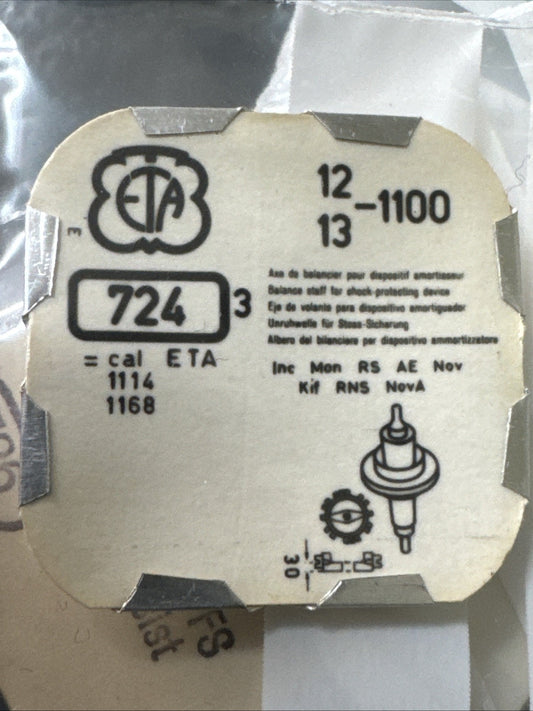 ETA
E
12
13 -1100
724 3
Axe de balancier pour dispositif amortisseur
Balance staff for shock-protecting device
Eje de volante para dispositivo amortiguador
Unruhwelle für Stoss-Sicherung
Albero del bilanciere per dispositivo ammortizzatore
= cal ETA
1114
1168
Inc Mon RS AE Nov
Kif RNS NovA
30
FS
ist